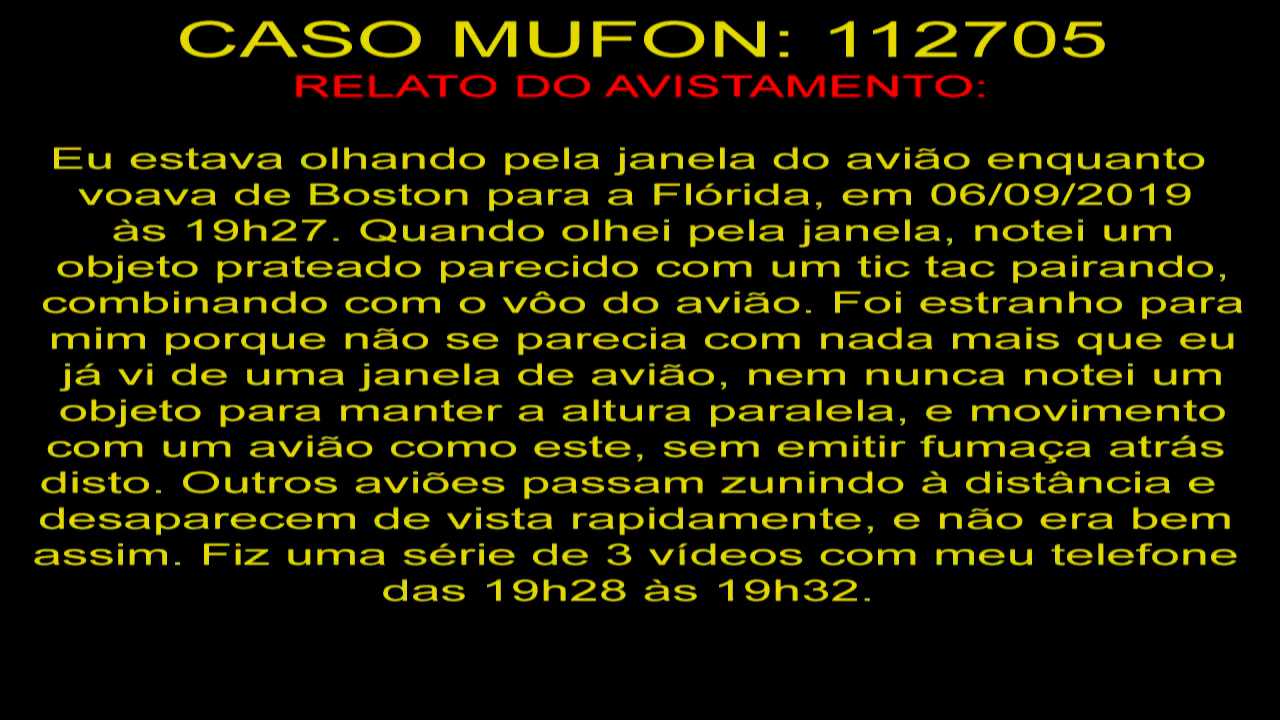 CASO MUFON: 112705
RELATO DO AVISTAMENTO:
Eu estava olhando pela janela do avião enquanto
voava de Boston para a Flórida, em 06/09/2019
às 19h27. Quando olhei pela janela, notei um
objeto prateado parecido com um tic tac pairando,
combinando com o vôo do avião. Foi estranho para
mim porque não se parecia com nada mais que eu
já vi de uma janela de avião, nem nunca notei um
objeto para manter a altura paralela, e movimento
com um avião como este, sem emitir fumaça atrás
disto. Outros aviões passam zunindo à distância e
desaparecem de vista rapidamente, e não era bem
assim. Fiz uma série de 3 vídeos com meu telefone
das 19h28 às 19h32.